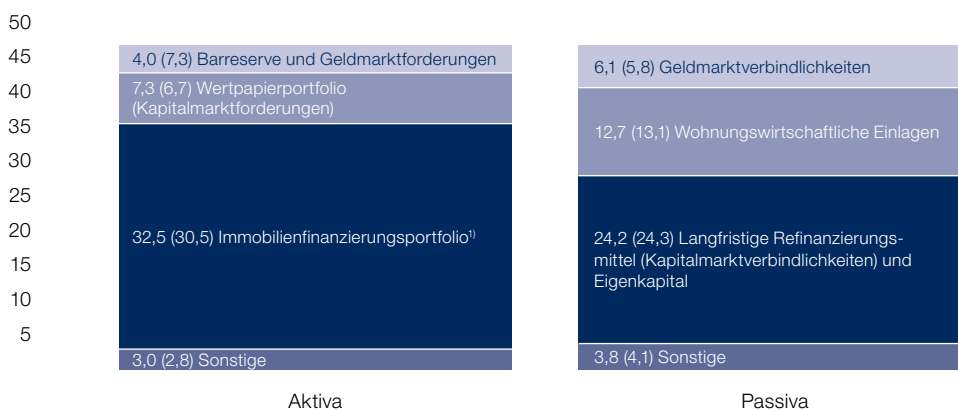 50
45
40
35
30
25
20
15
10
5
4,0 (7,3) Barreserve und Geldmarktforderungen
7,3 (6,7) Wertpapierportfolio
(Kapitalmarktforderungen)
32,5 (30,5) Immobilienfinanzierungsportfolio¹⁾
3,0 (2,8) Sonstige
Aktiva
6,1 (5,8) Geldmarktverbindlichkeiten
12,7 (13,1) Wohnungswirtschaftliche Einlagen
24,2 (24,3) Langfristige Refinanzierungs-
mittel (Kapitalmarktverbindlichkeiten) und
Eigenkapital
3,8 (4,1) Sonstige
Passiva